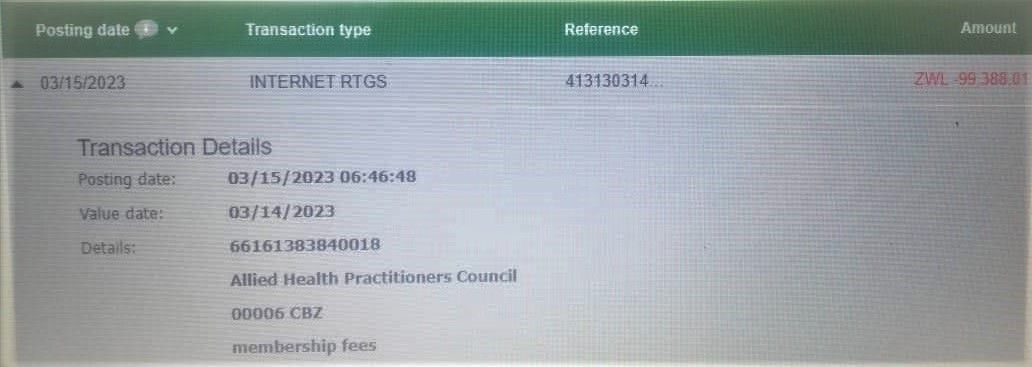 Posting date Transaction type Reference Amount
03/15/2023 INTERNET RTGS 413130314... ZWL -99,388.01
Transaction Details
Posting date: 03/15/2023 06:46:48
Value date: 03/14/2023
Details: 66161383840018
Allied Health Practitioners Council
00006 CBZ
membership fees